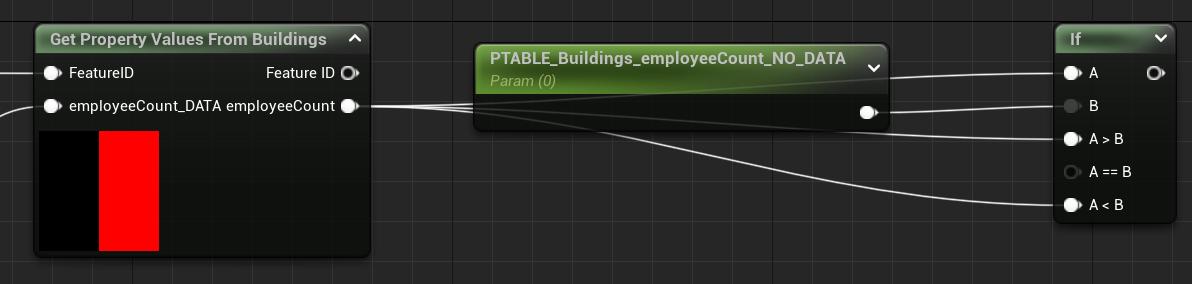 Get Property Values From Buildings
FeatureID Feature ID
employeeCount_DATA employeeCount
PTABLE_Buildings_employeeCount_NO_DATA
Param (0)
If
A
B
A > B
A == B
A < B